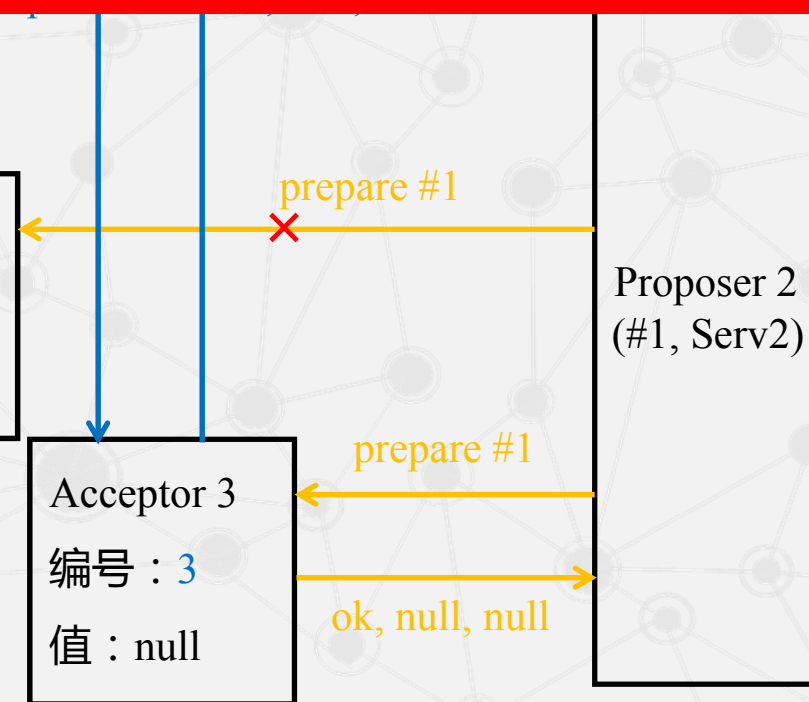 prepare #1
Proposer 2
(#1, Serv2)
prepare #1
Acceptor 3
编号：3
ok, null, null
值：null